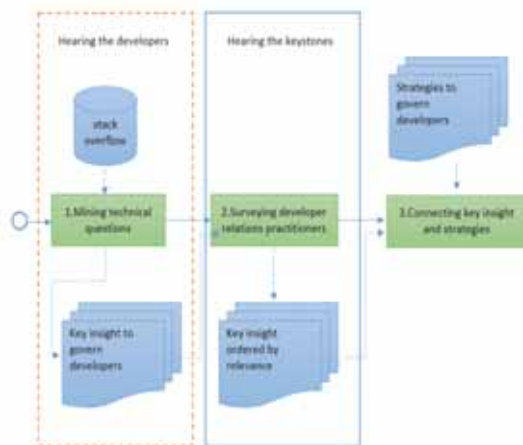 Hearing the developers
Hearing the keystones
Strategies to
govern
developers
stack
overflow
1.Mining technical
questions
2.Surveying developer
relations practitioners
3.Connecting key insight
and strategies
Key insight to
govern
developers
Key insight
ordered by
relevance